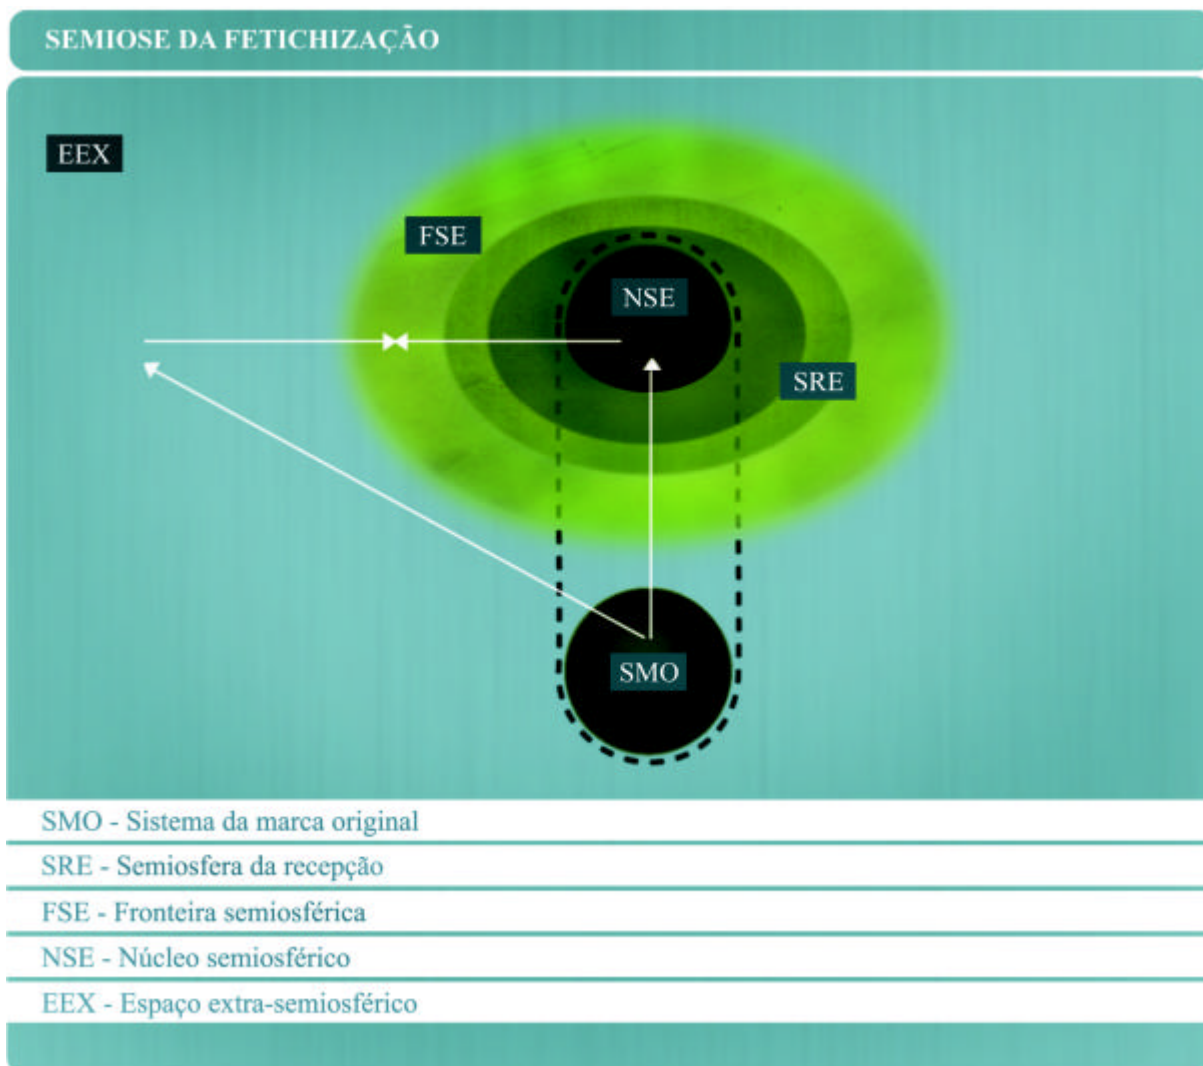 SEMIOSE DA FETICHIZAÇÃO
EEX
FSE
NSE
SRE
SMO
SMO - Sistema da marca original
SRE - Semiosfera da recepção
FSE - Fronteira semiosférica
NSE - Núcleo semiosférico
EEX - Espaço extra-semiosférico